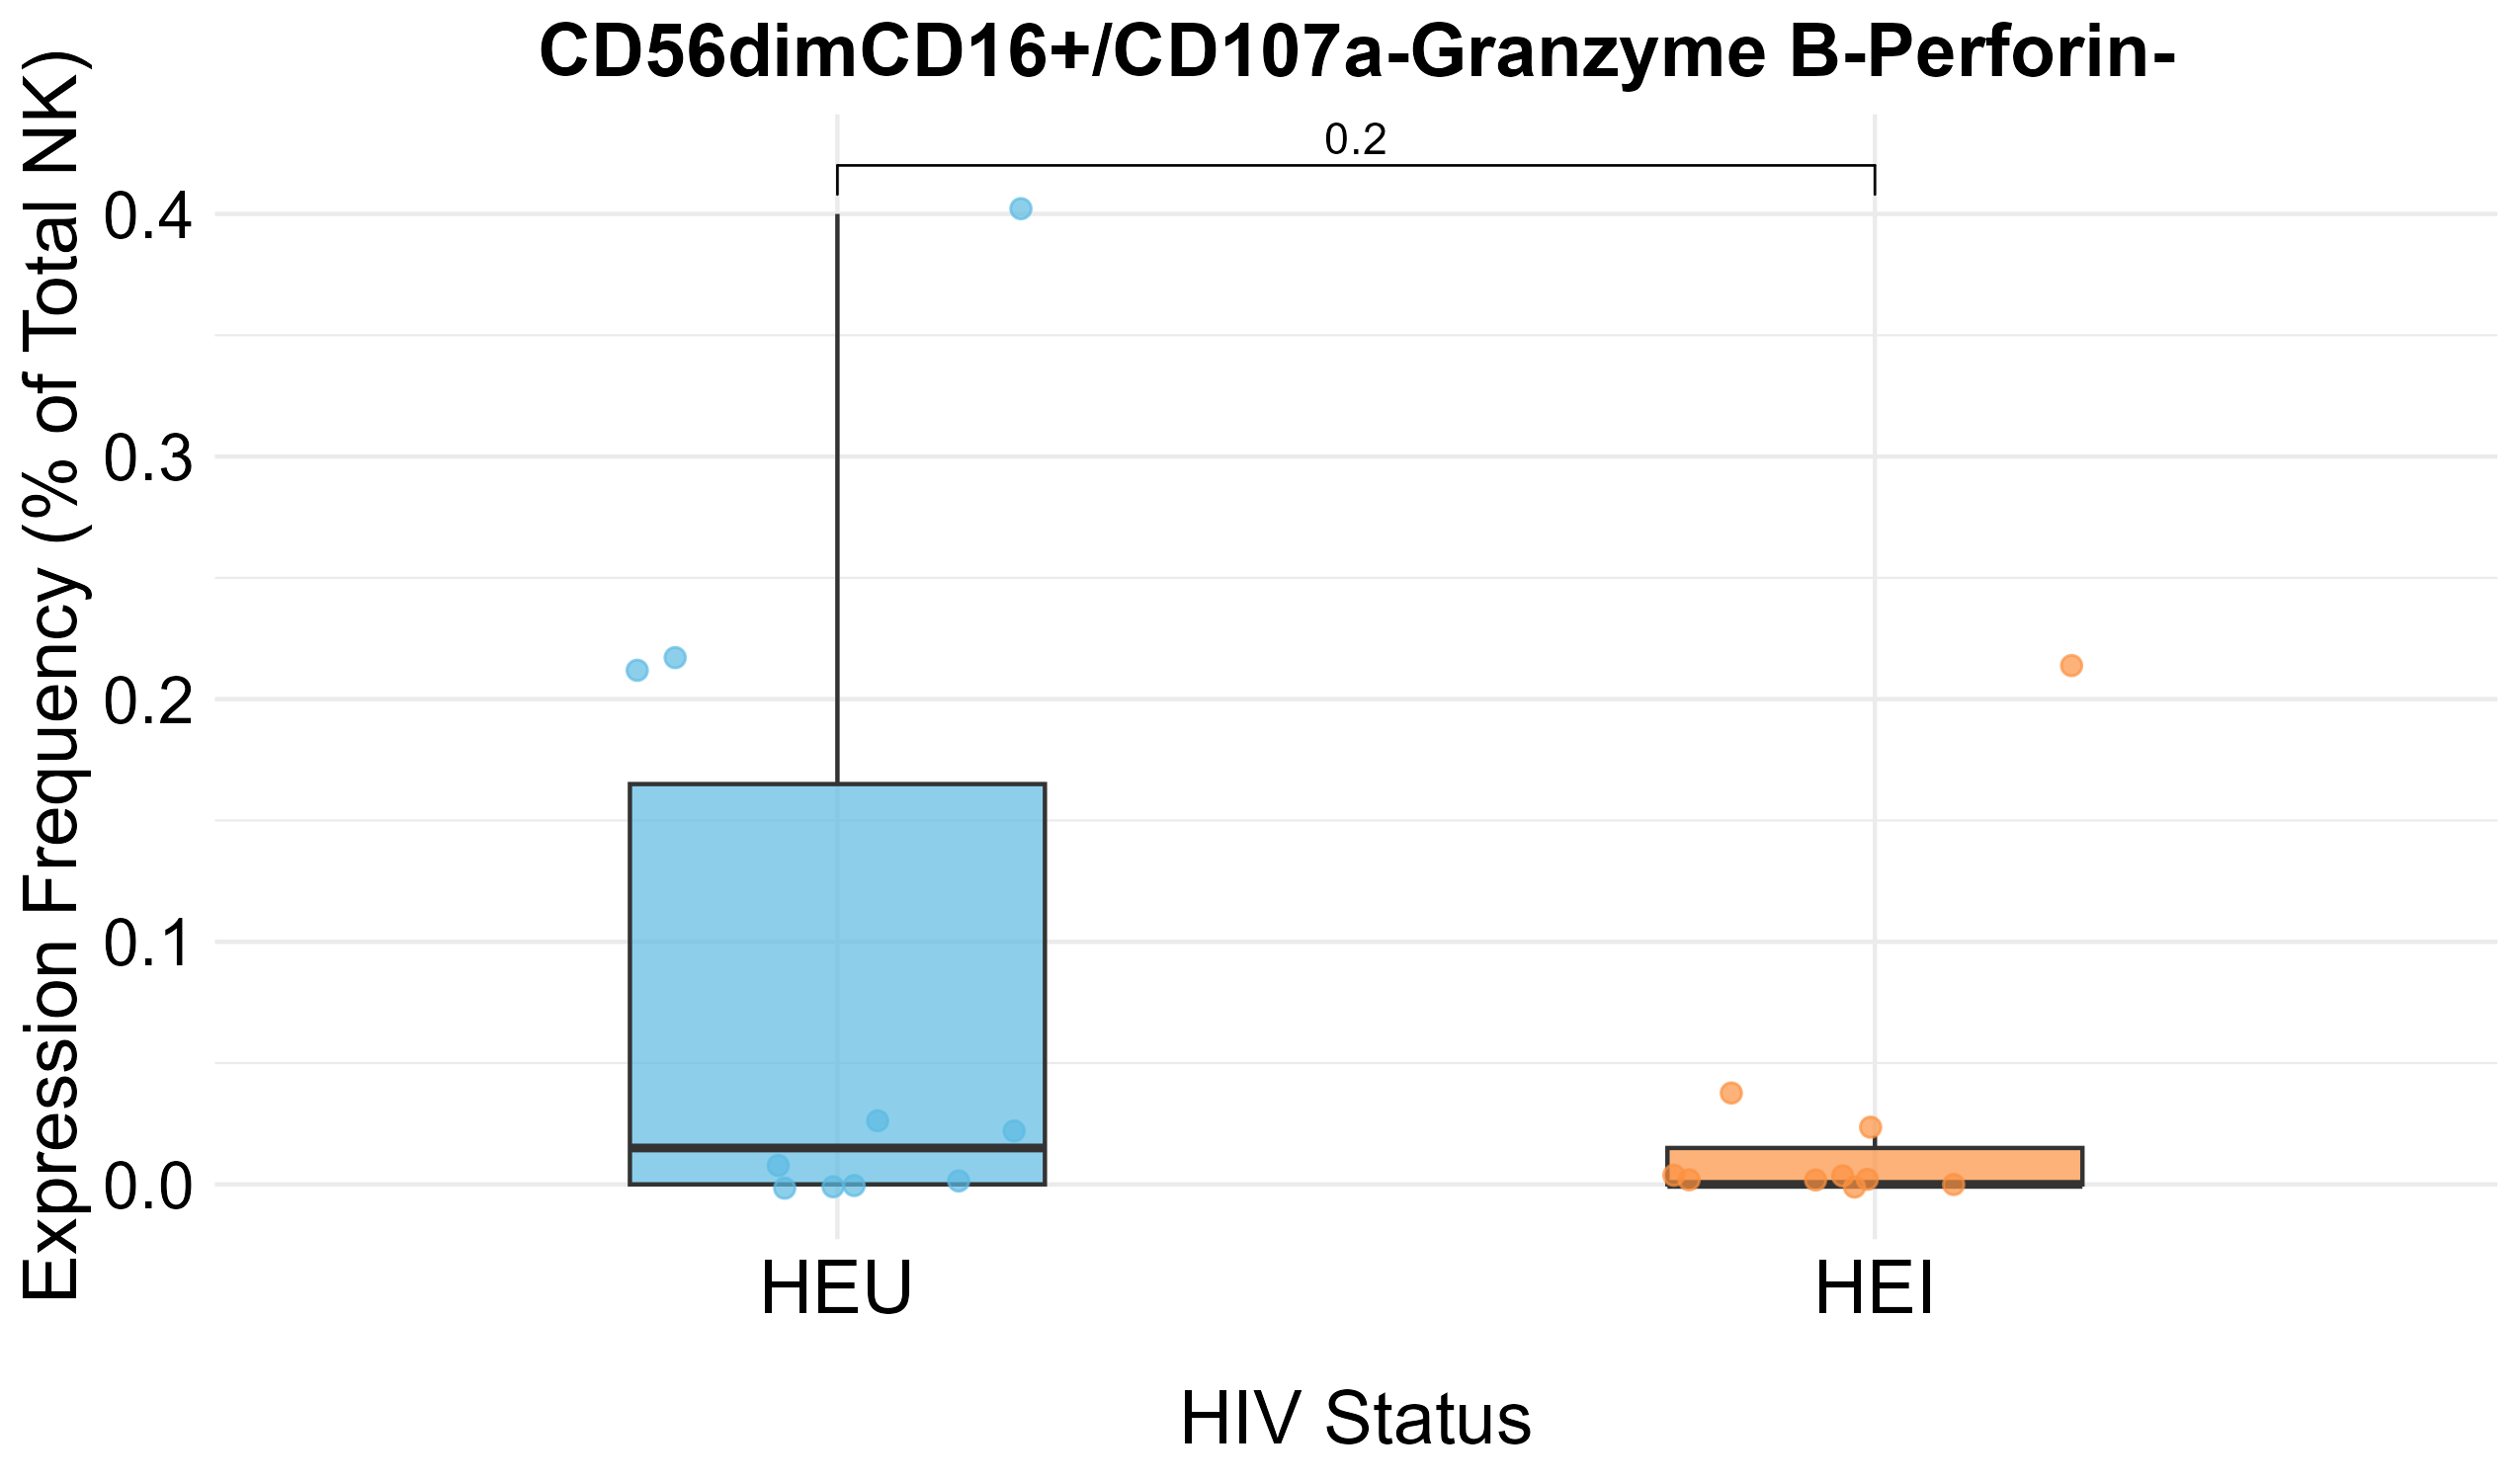 CD56dimCD16+/CD107a-Granzyme B-Perforin-
Expression Frequency (% of Total NK)
0.2
0.4
0.3
0.2
0.1
0.0
HEU
HEI
HIV Status